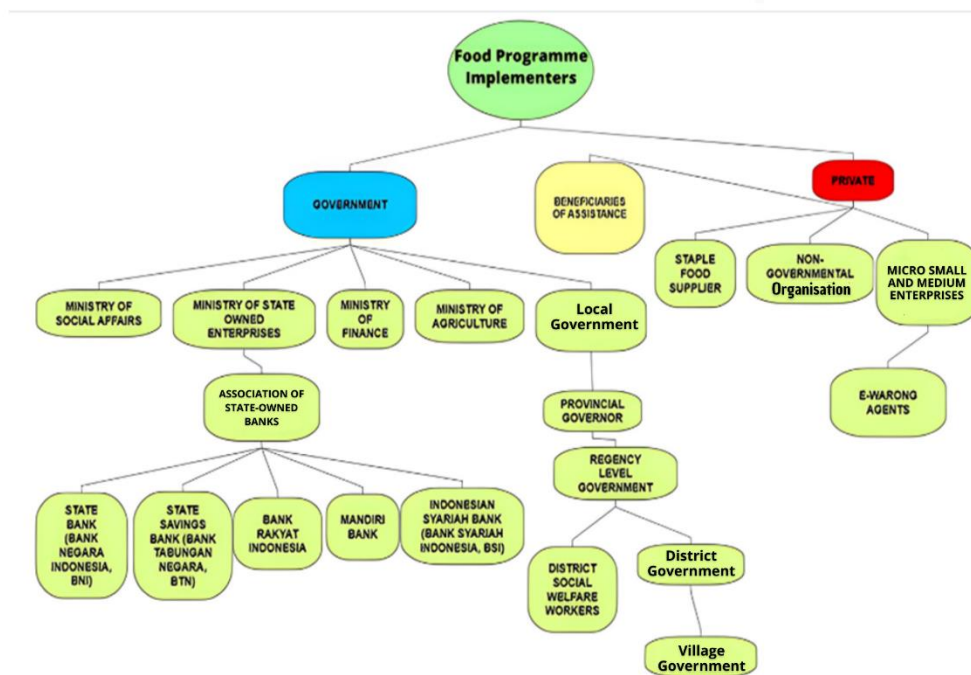 Food Programme
Implementers
GOVERNMENT
BENEFICIARIES
OF ASSISTANCE
PRIVATE
STAPLE
FOOD
SUPPLIER
NON-
GOVERNMENTAL
Organisation
MICRO SMALL
AND MEDIUM
ENTERPRISES
MINISTRY OF
SOCIAL AFFAIRS
MINISTRY OF STATE
OWNED
ENTERPRISES
MINISTRY
OF
FINANCE
MINISTRY OF
AGRICULTURE
Local
Government
E-WARONG
AGENTS
ASSOCIATION OF
STATE-OWNED
BANKS
PROVINCIAL
GOVERNOR
REGENCY
LEVEL
GOVERNMENT
STATE
BANK
(BANK
NEGARA
INDONESIA,
BNI)
STATE
SAVINGS
BANK (BANK
TABUNGAN
NEGARA,
BTN)
BANK
RAKYAT
INDONESIA
MANDIRI
BANK
INDONESIAN
SYARIAH BANK
(BANK SYARIAH
INDONESIA, BSI)
DISTRICT
SOCIAL
WELFARE
WORKERS
District
Government
Village
Government